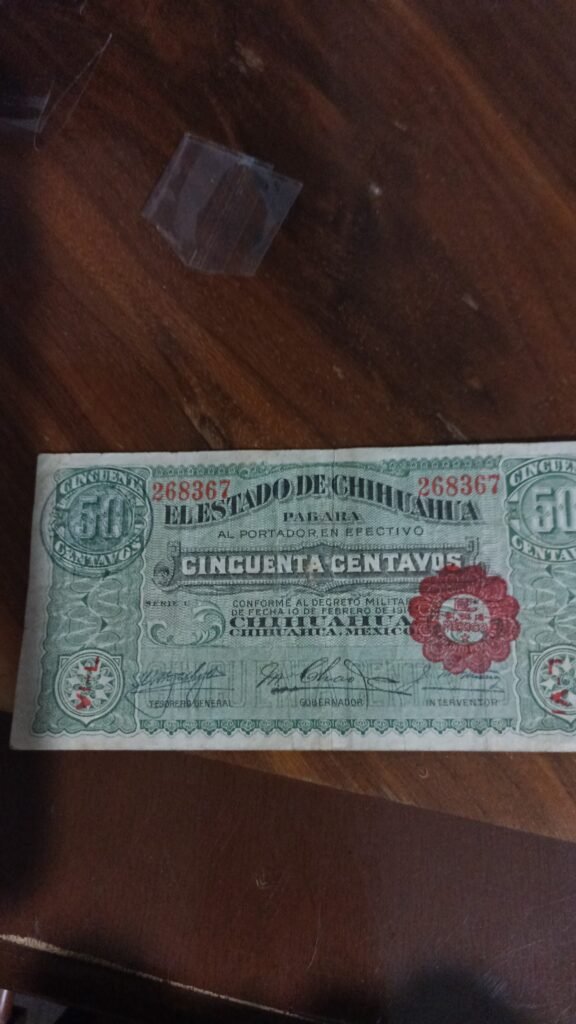 CINCUENTA 50 CENTAVOS
268367
268367
EL ESTADO DE CHIHUAHUA
PAGARA
AL PORTADOR, EN EFECTIVO
CINCUENTA CENTAVOS
SERIE
CONFORME AL DECRETO MILITAR
DE FECHA 10 DE FEBRERO DE
CHIHUAHUA
CHIHUAHUA, MEXICO
TESORERO GENERAL
GOBERNADOR
INTERVENTOR
50